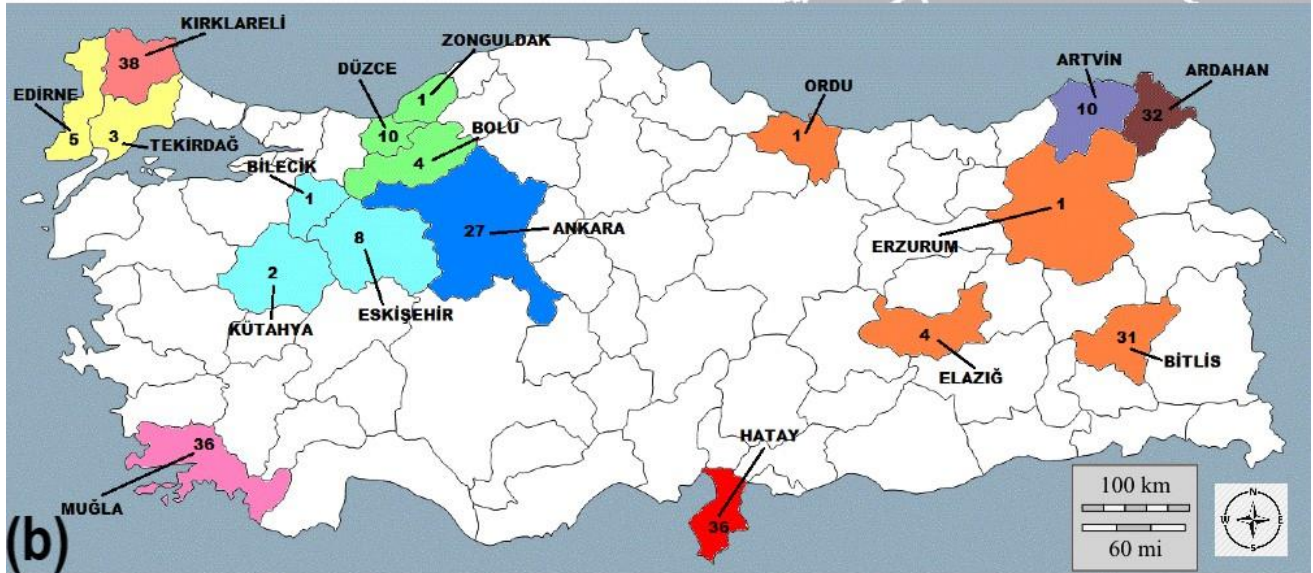 KIRKLARELİ
38
EDİRNE
5
3
TEKİRDAĞ
ZONGULDAK
1
DÜZCE
10
BOLU
4
BİLECİK
1
8
ESKİŞEHİR
2
KÜTAHYA
27
ANKARA
ORDU
1
ARTVİN
10
ARDAHAN
32
1
ERZURUM
4
ELAZIĞ
31
BİTLİS
36
MUĞLA
HATAY
36
100 km
60 mi
N
W E
S
(b)